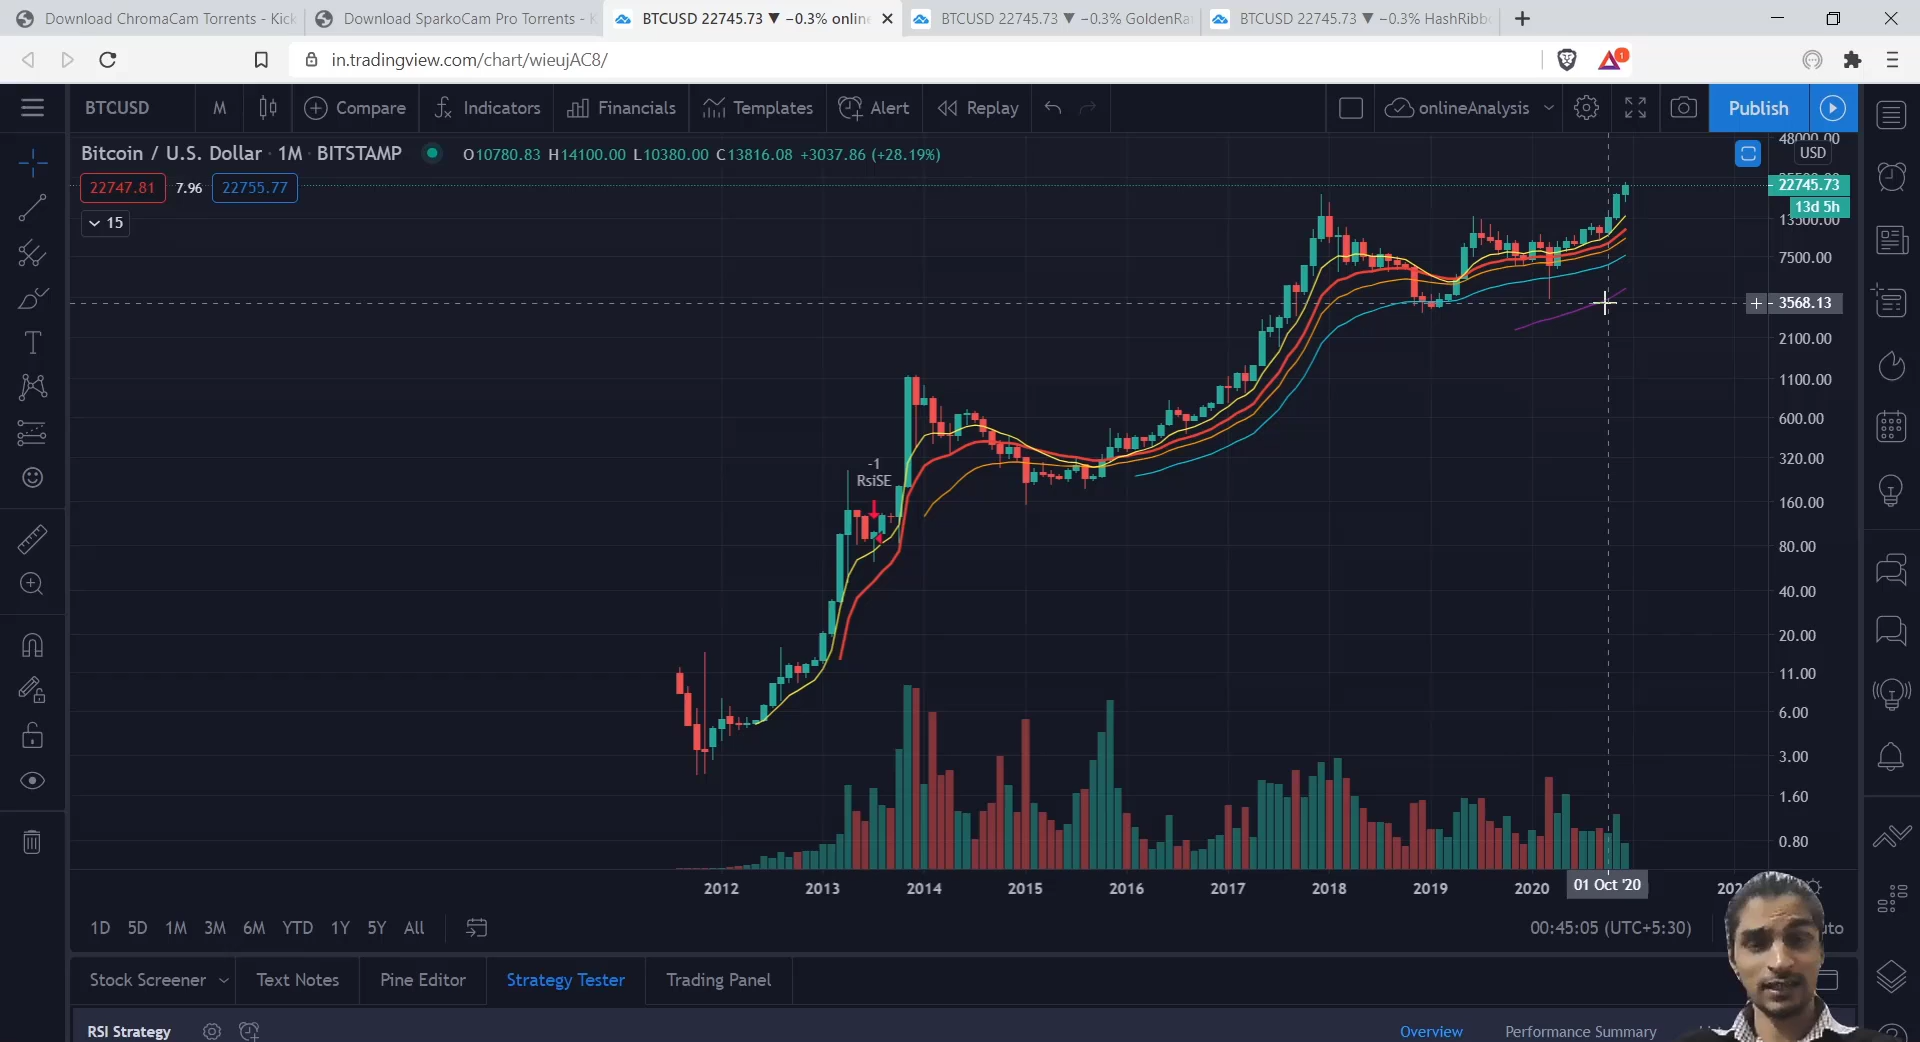 Download ChromaCam Torrents - Kick
Download SparkoCam Pro Torrents - K
BTCUSD 22745.73 ▼ −0.3% online
BTCUSD 22745.73 ▼ −0.3% GoldenRa
BTCUSD 22745.73 ▼ −0.3% HashRibb
in.tradingview.com/chart/wieujAC8/
1
BTCUSD
M
Compare
Indicators
Financials
Templates
Alert
Replay
onlineAnalysis
Publish
Bitcoin / U.S. Dollar · 1M · BITSTAMP
O10780.83 H14100.00 L10380.00 C13816.08 +3037.86 (+28.19%)
22747.81
7.96
22755.77
15
48000.00
USD
22745.73
13d 5h
13500.00
7500.00
3568.13
2100.00
1100.00
600.00
320.00
160.00
80.00
40.00
20.00
11.00
6.00
3.00
1.60
0.80
-1
RsiSE
2012
2013
2014
2015
2016
2017
2018
2019
2020
01 Oct '20
1D
5D
1M
3M
6M
YTD
1Y
5Y
All
00:45:05 (UTC+5:30)
Stock Screener
Text Notes
Pine Editor
Strategy Tester
Trading Panel
RSI Strategy
Overview
Performance Summary